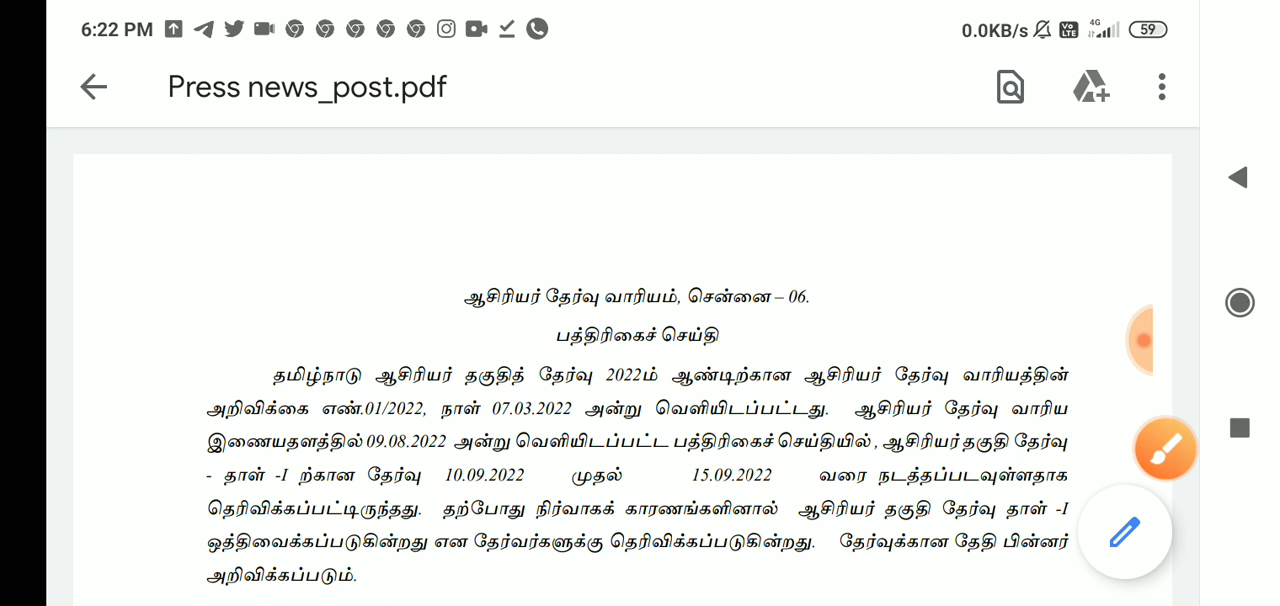 6:22 PM 0.0KB/s Vo LTE 4G 59
Press news_post.pdf
ஆசிரியர் தேர்வு வாரியம், சென்னை – 06.
பத்திரிகைச் செய்தி
தமிழ்நாடு ஆசிரியர் தகுதித் தேர்வு 2022ம் ஆண்டிற்கான ஆசிரியர் தேர்வு வாரியத்தின்
அறிவிக்கை எண்.01/2022, நாள் 07.03.2022 அன்று வெளியிடப்பட்டது. ஆசிரியர் தேர்வு வாரிய
இணையதளத்தில் 09.08.2022 அன்று வெளியிடப்பட்ட பத்திரிகைச் செய்தியில் , ஆசிரியர் தகுதி தேர்வு
- தாள் -I ற்கான தேர்வு 10.09.2022 முதல் 15.09.2022 வரை நடத்தப்படவுள்ளதாக
தெரிவிக்கப்பட்டிருந்தது. தற்போது நிர்வாகக் காரணங்களினால் ஆசிரியர் தகுதி தேர்வு தாள் -I
ஒத்திவைக்கப்படுகின்றது என தேர்வர்களுக்கு தெரிவிக்கப்படுகின்றது. தேர்வுக்கான தேதி பின்னர்
அறிவிக்கப்படும்.